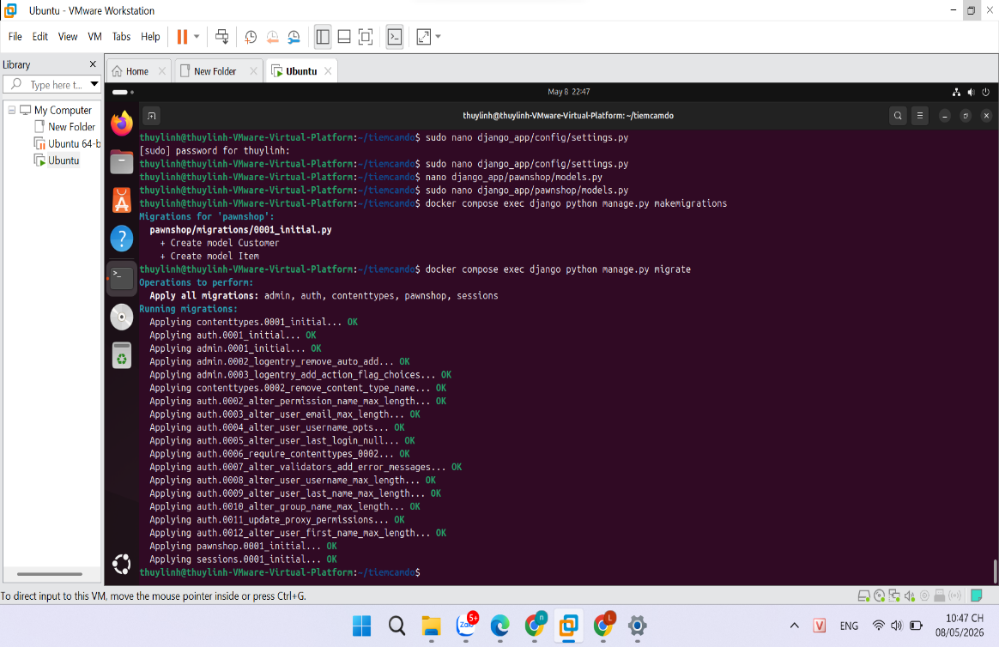 Ubuntu - VMware Workstation
File Edit View VM Tabs Help
Library
Type here t...
Home
New Folder
Ubuntu
My Computer
New Folder
Ubuntu 64-b
Ubuntu
May 8 22:47
thuylinh@thuylinh-VMware-Virtual-Platform: ~/tiemcamdo
thuylinh@thuylinh-VMware-Virtual-Platform:~/tiemcamdo$ sudo nano django_app/config/settings.py
[sudo] password for thuylinh:
thuylinh@thuylinh-VMware-Virtual-Platform:~/tiemcamdo$ sudo nano django_app/config/settings.py
thuylinh@thuylinh-VMware-Virtual-Platform:~/tiemcamdo$ nano django_app/pawnshop/models.py
thuylinh@thuylinh-VMware-Virtual-Platform:~/tiemcamdo$ sudo nano django_app/pawnshop/models.py
thuylinh@thuylinh-VMware-Virtual-Platform:~/tiemcamdo$ docker compose exec django python manage.py makemigrations
Migrations for 'pawnshop':
pawnshop/migrations/0001_initial.py
+ Create model Customer
+ Create model Item
thuylinh@thuylinh-VMware-Virtual-Platform:~/tiemcamdo$ docker compose exec django python manage.py migrate
Operations to perform:
Apply all migrations: admin, auth, contenttypes, pawnshop, sessions
Running migrations:
Applying contenttypes.0001_initial... OK
Applying auth.0001_initial... OK
Applying admin.0001_initial... OK
Applying admin.0002_logentry_remove_auto_add... OK
Applying admin.0003_logentry_add_action_flag_choices... OK
Applying contenttypes.0002_remove_content_type_name... OK
Applying auth.0002_alter_permission_name_max_length... OK
Applying auth.0003_alter_user_email_max_length... OK
Applying auth.0004_alter_user_username_opts... OK
Applying auth.0005_alter_user_last_login_null... OK
Applying auth.0006_require_contenttypes_0002... OK
Applying auth.0007_alter_validators_add_error_messages... OK
Applying auth.0008_alter_user_username_max_length... OK
Applying auth.0009_alter_user_last_name_max_length... OK
Applying auth.0010_alter_group_name_max_length... OK
Applying auth.0011_update_proxy_permissions... OK
Applying auth.0012_alter_user_first_name_max_length... OK
Applying pawnshop.0001_initial... OK
Applying sessions.0001_initial... OK
thuylinh@thuylinh-VMware-Virtual-Platform:~/tiemcamdo$
To direct input to this VM, move the mouse pointer inside or press Ctrl+G.
Zalo
5+
n
L
V
ENG
10:47 CH
08/05/2026